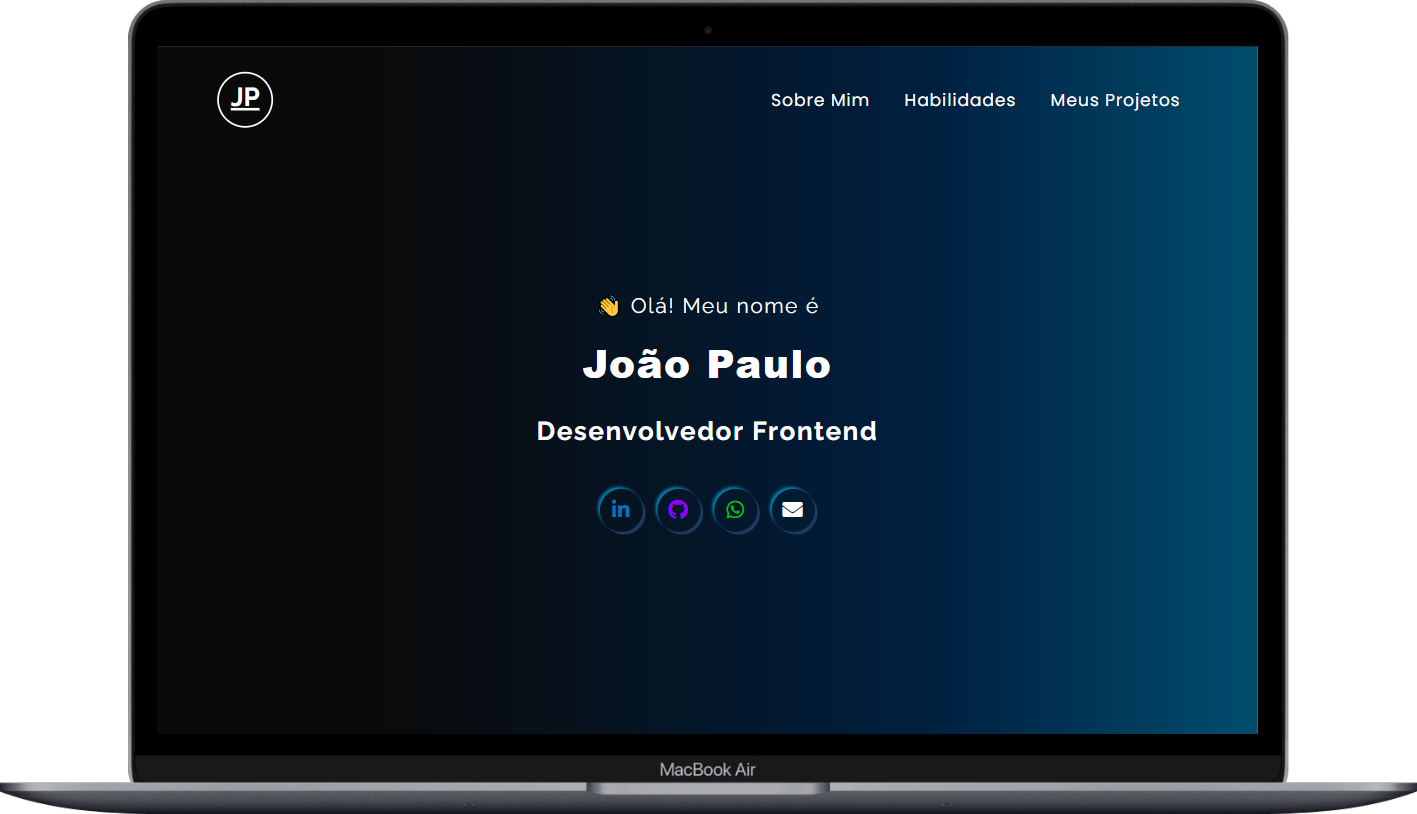 JP
Sobre Mim Habilidades Meus Projetos
👋 Olá! Meu nome é
João Paulo
Desenvolvedor Frontend
in
MacBook Air